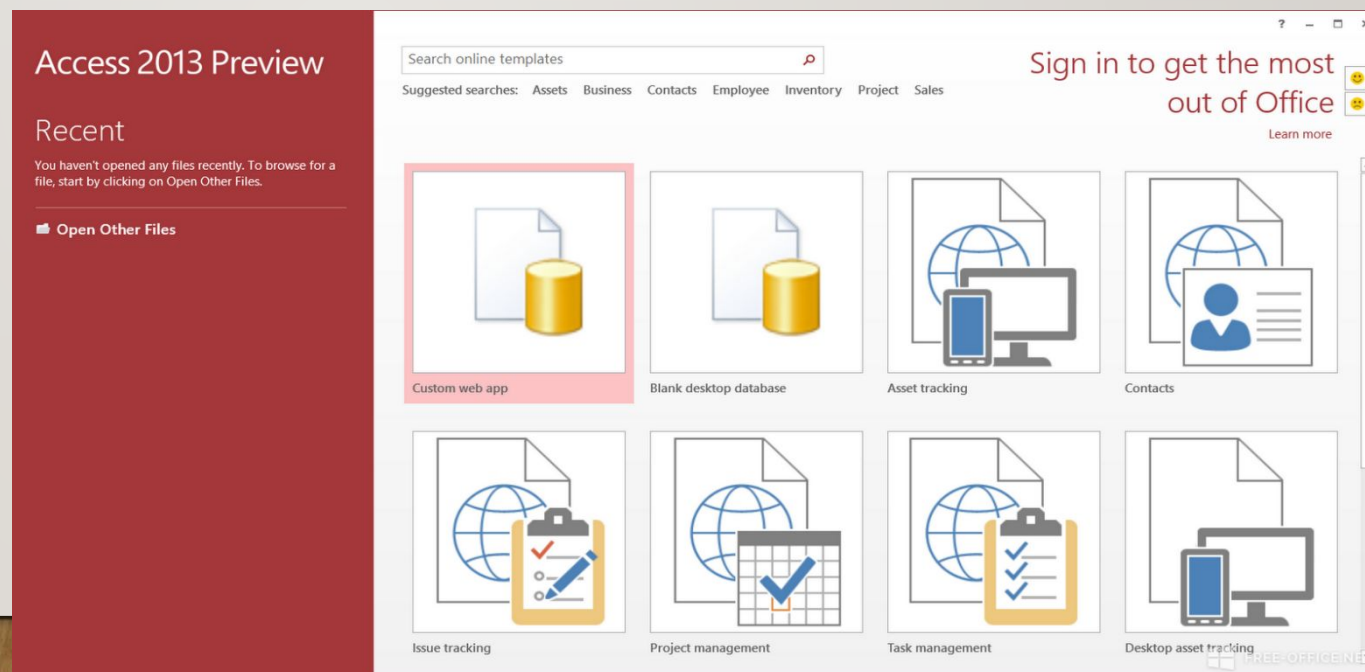 Access 2013 Preview
Recent
You haven't opened any files recently. To browse for a
file, start by clicking on Open Other Files.
Open Other Files
?
Search online templates
Suggested searches: Assets Business Contacts Employee Inventory Project Sales
Sign in to get the most
out of Office
Learn more
Custom web app
Blank desktop database
Asset tracking
Contacts
Issue tracking
Project management
Task management
Desktop asset tracking